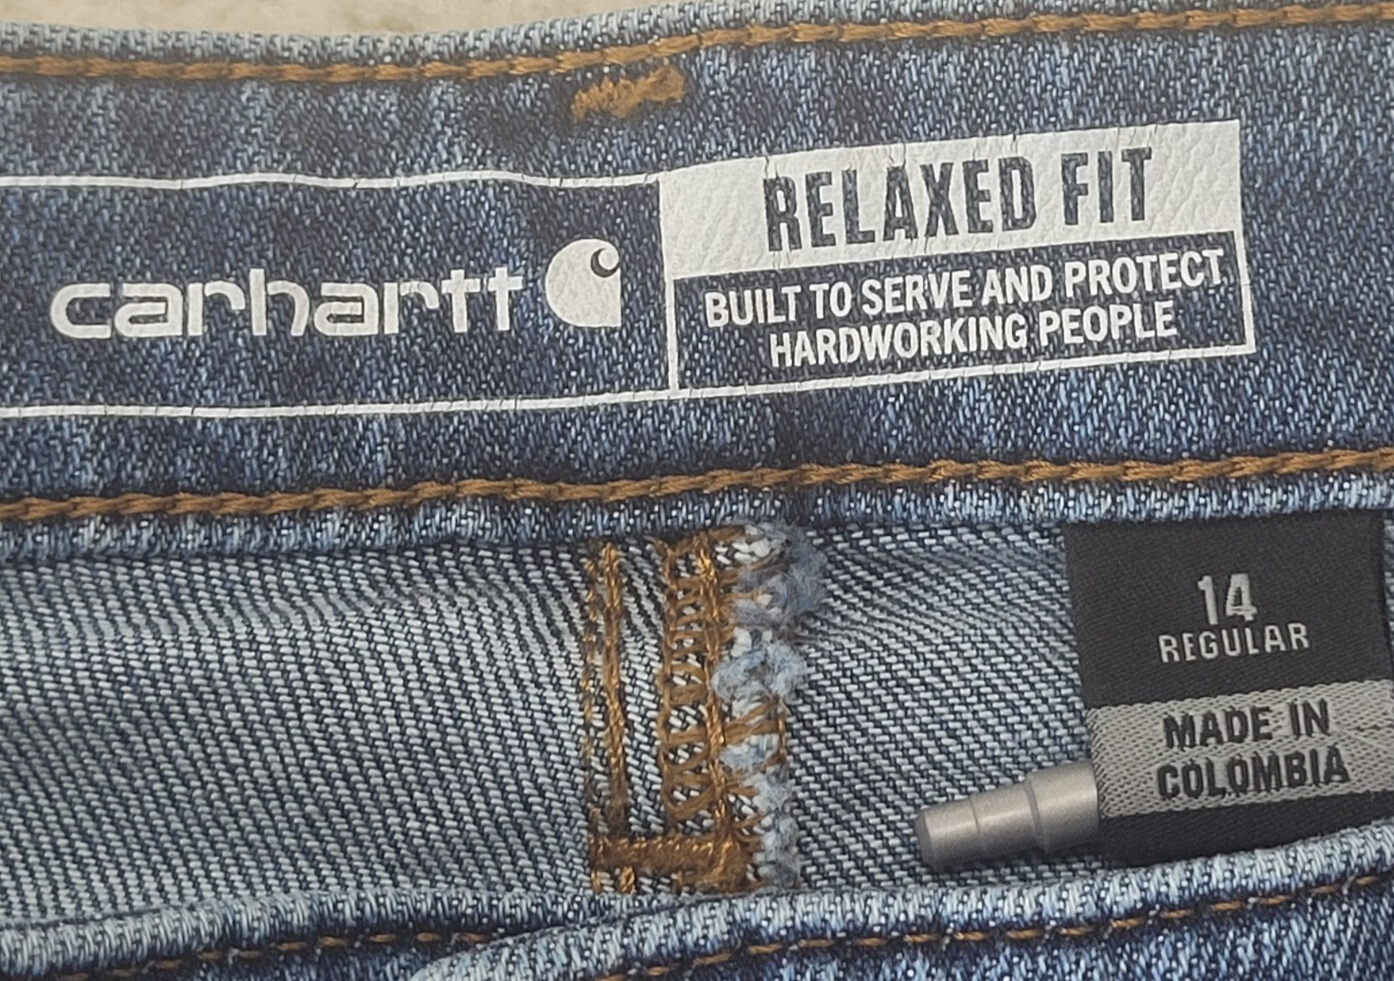 carhartt
RELAXED FIT
BUILT TO SERVE AND PROTECT
HARDWORKING PEOPLE
14
REGULAR
MADE IN
COLOMBIA